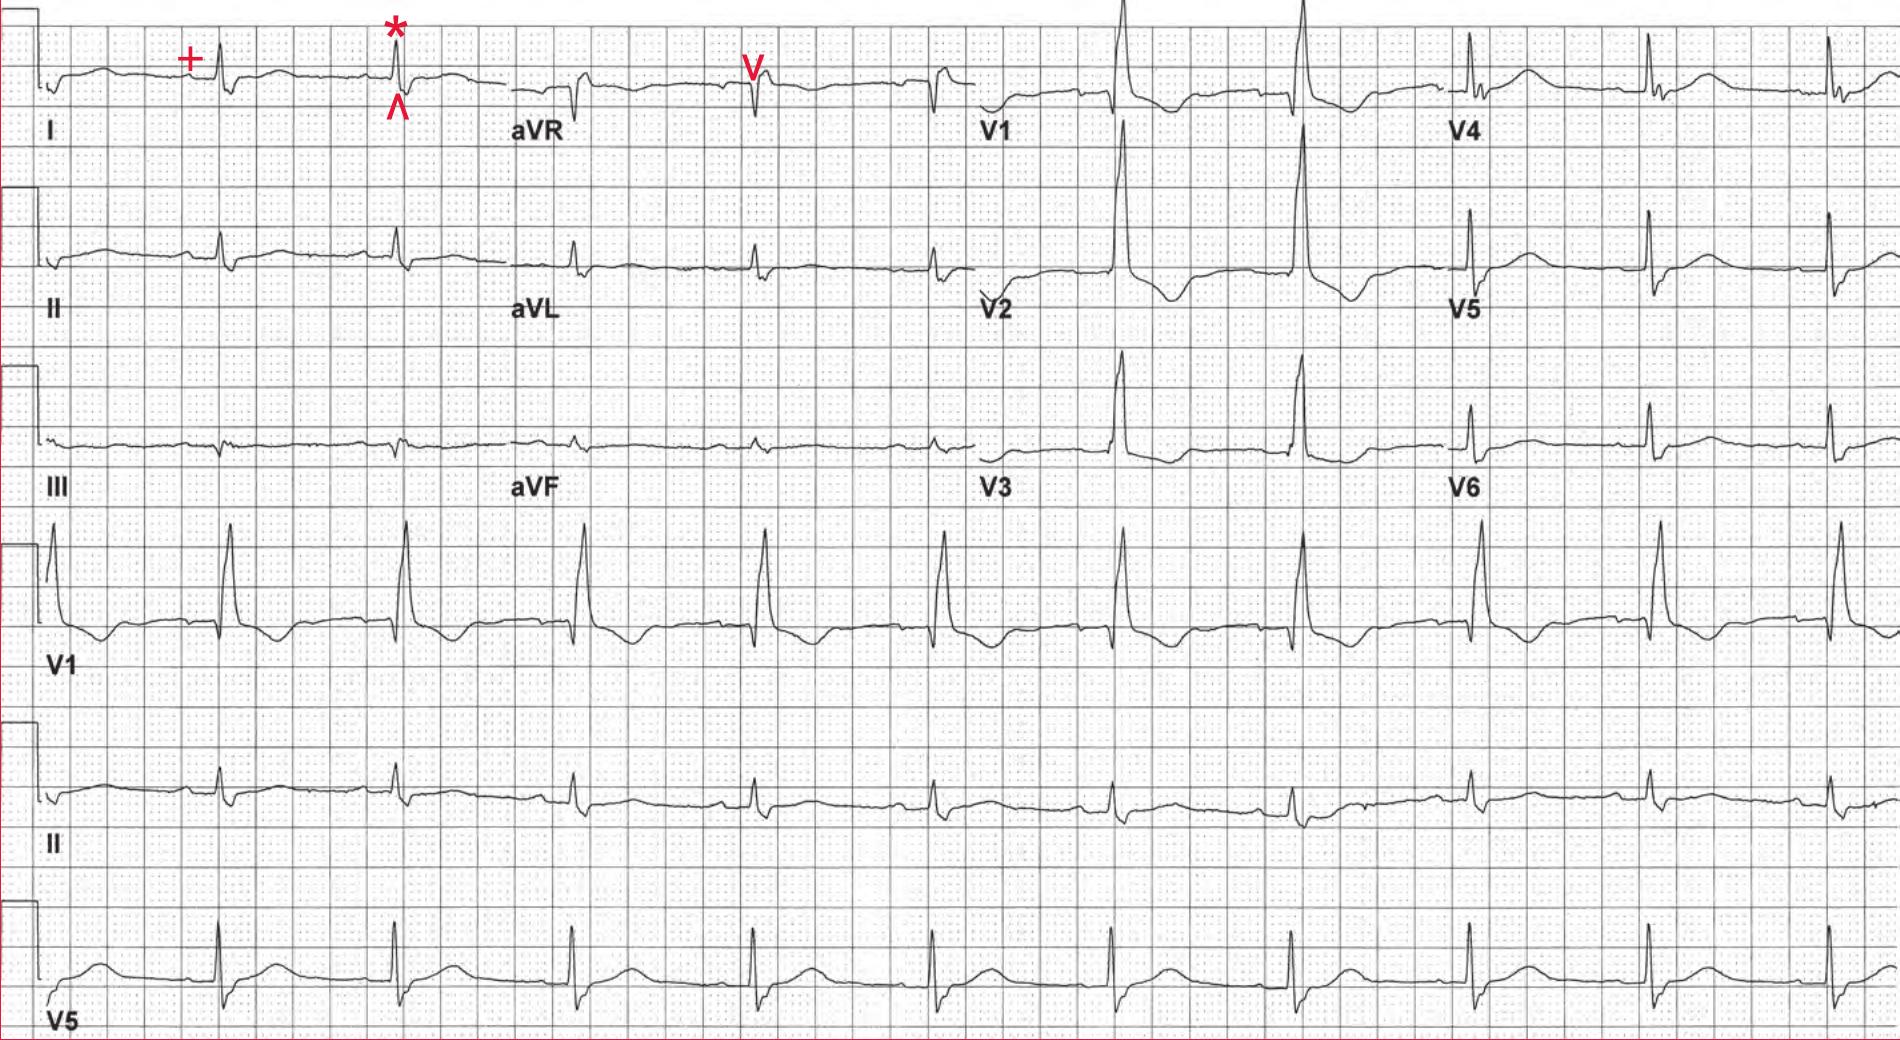 + * ^ v
I aVR V1 V4
II aVL V2 V5
III aVF V3 V6
V1
II
V5